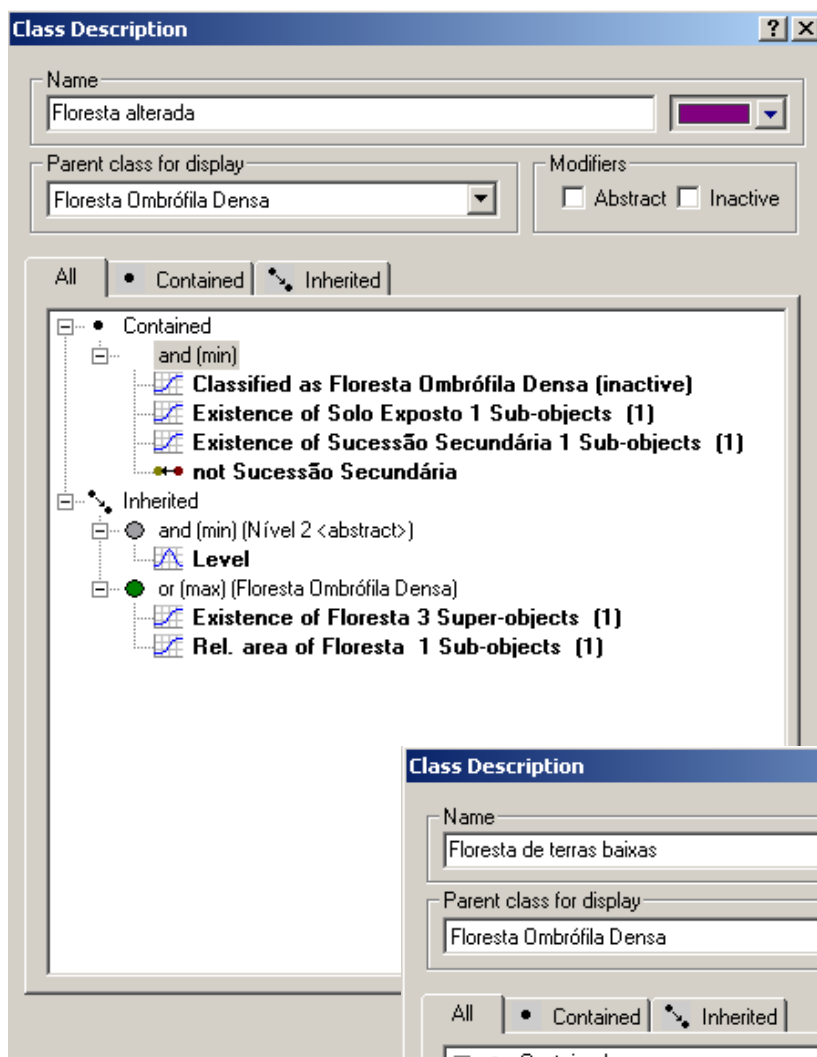 Class Description
Name
Floresta alterada
Parent class for display
Floresta Ombrófila Densa
Modifiers
Abstract
Inactive
All
Contained
Inherited
Contained
and (min)
Classified as Floresta Ombrófila Densa (inactive)
Existence of Solo Exposto 1 Sub-objects (1)
Existence of Sucessão Secundária 1 Sub-objects (1)
not Sucessão Secundária
Inherited
and (min) (Nível 2 <abstract>)
Level
or (max) (Floresta Ombrófila Densa)
Existence of Floresta 3 Super-objects (1)
Rel. area of Floresta 1 Sub-objects (1)
Class Description
Name
Floresta de terras baixas
Parent class for display
Floresta Ombrófila Densa
All
Contained
Inherited